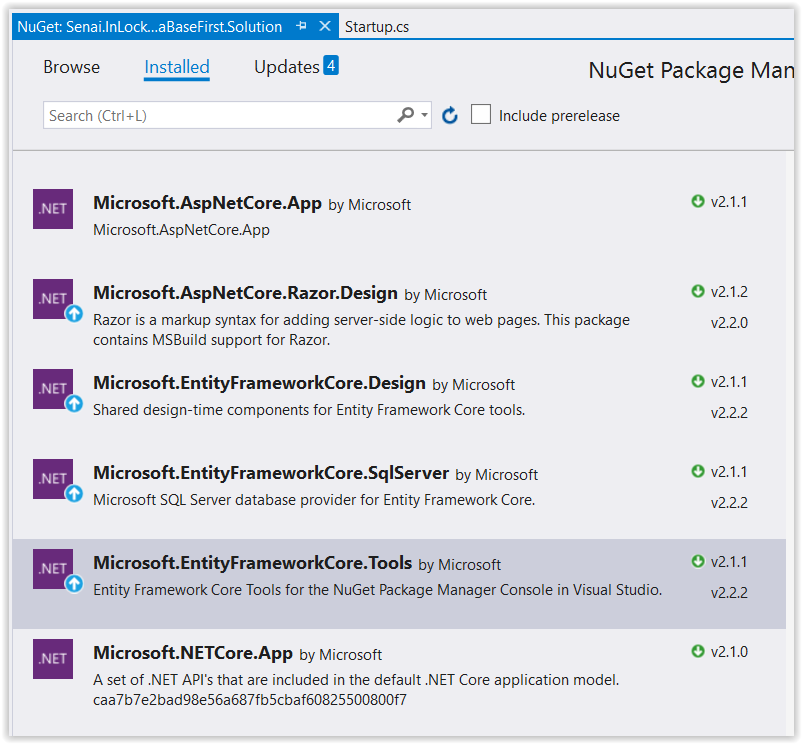 NuGet: Senai.InLock...aBaseFirst.Solution Startup.cs
Browse Installed Updates 4 NuGet Package Man
Search (Ctrl+L) Include prerelease
.NET Microsoft.AspNetCore.App by Microsoft v2.1.1
Microsoft.AspNetCore.App
.NET Microsoft.AspNetCore.Razor.Design by Microsoft v2.1.2
Razor is a markup syntax for adding server-side logic to web pages. This package v2.2.0
contains MSBuild support for Razor.
.NET Microsoft.EntityFrameworkCore.Design by Microsoft v2.1.1
Shared design-time components for Entity Framework Core tools. v2.2.2
.NET Microsoft.EntityFrameworkCore.SqlServer by Microsoft v2.1.1
Microsoft SQL Server database provider for Entity Framework Core. v2.2.2
.NET Microsoft.EntityFrameworkCore.Tools by Microsoft v2.1.1
Entity Framework Core Tools for the NuGet Package Manager Console in Visual Studio. v2.2.2
.NET Microsoft.NETCore.App by Microsoft v2.1.0
A set of .NET API's that are included in the default .NET Core application model.
caa7b7e2bad98e56a687fb5cbaf60825500800f7